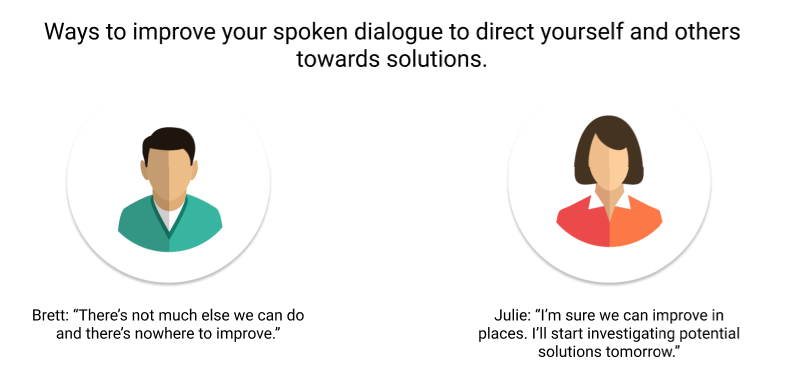 Ways to improve your spoken dialogue to direct yourself and others
towards solutions.
Brett: “There’s not much else we can do
and there’s nowhere to improve.”
Julie: “I’m sure we can improve in
places. I’ll start investigating potential
solutions tomorrow.”